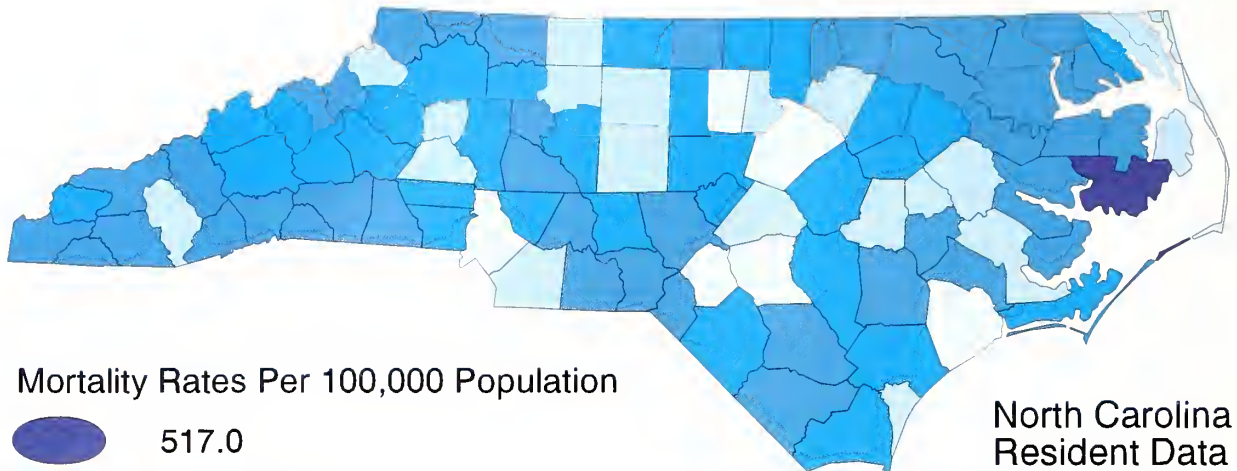 Mortality Rates Per 100,000 Population
517.0
North Carolina
Resident Data